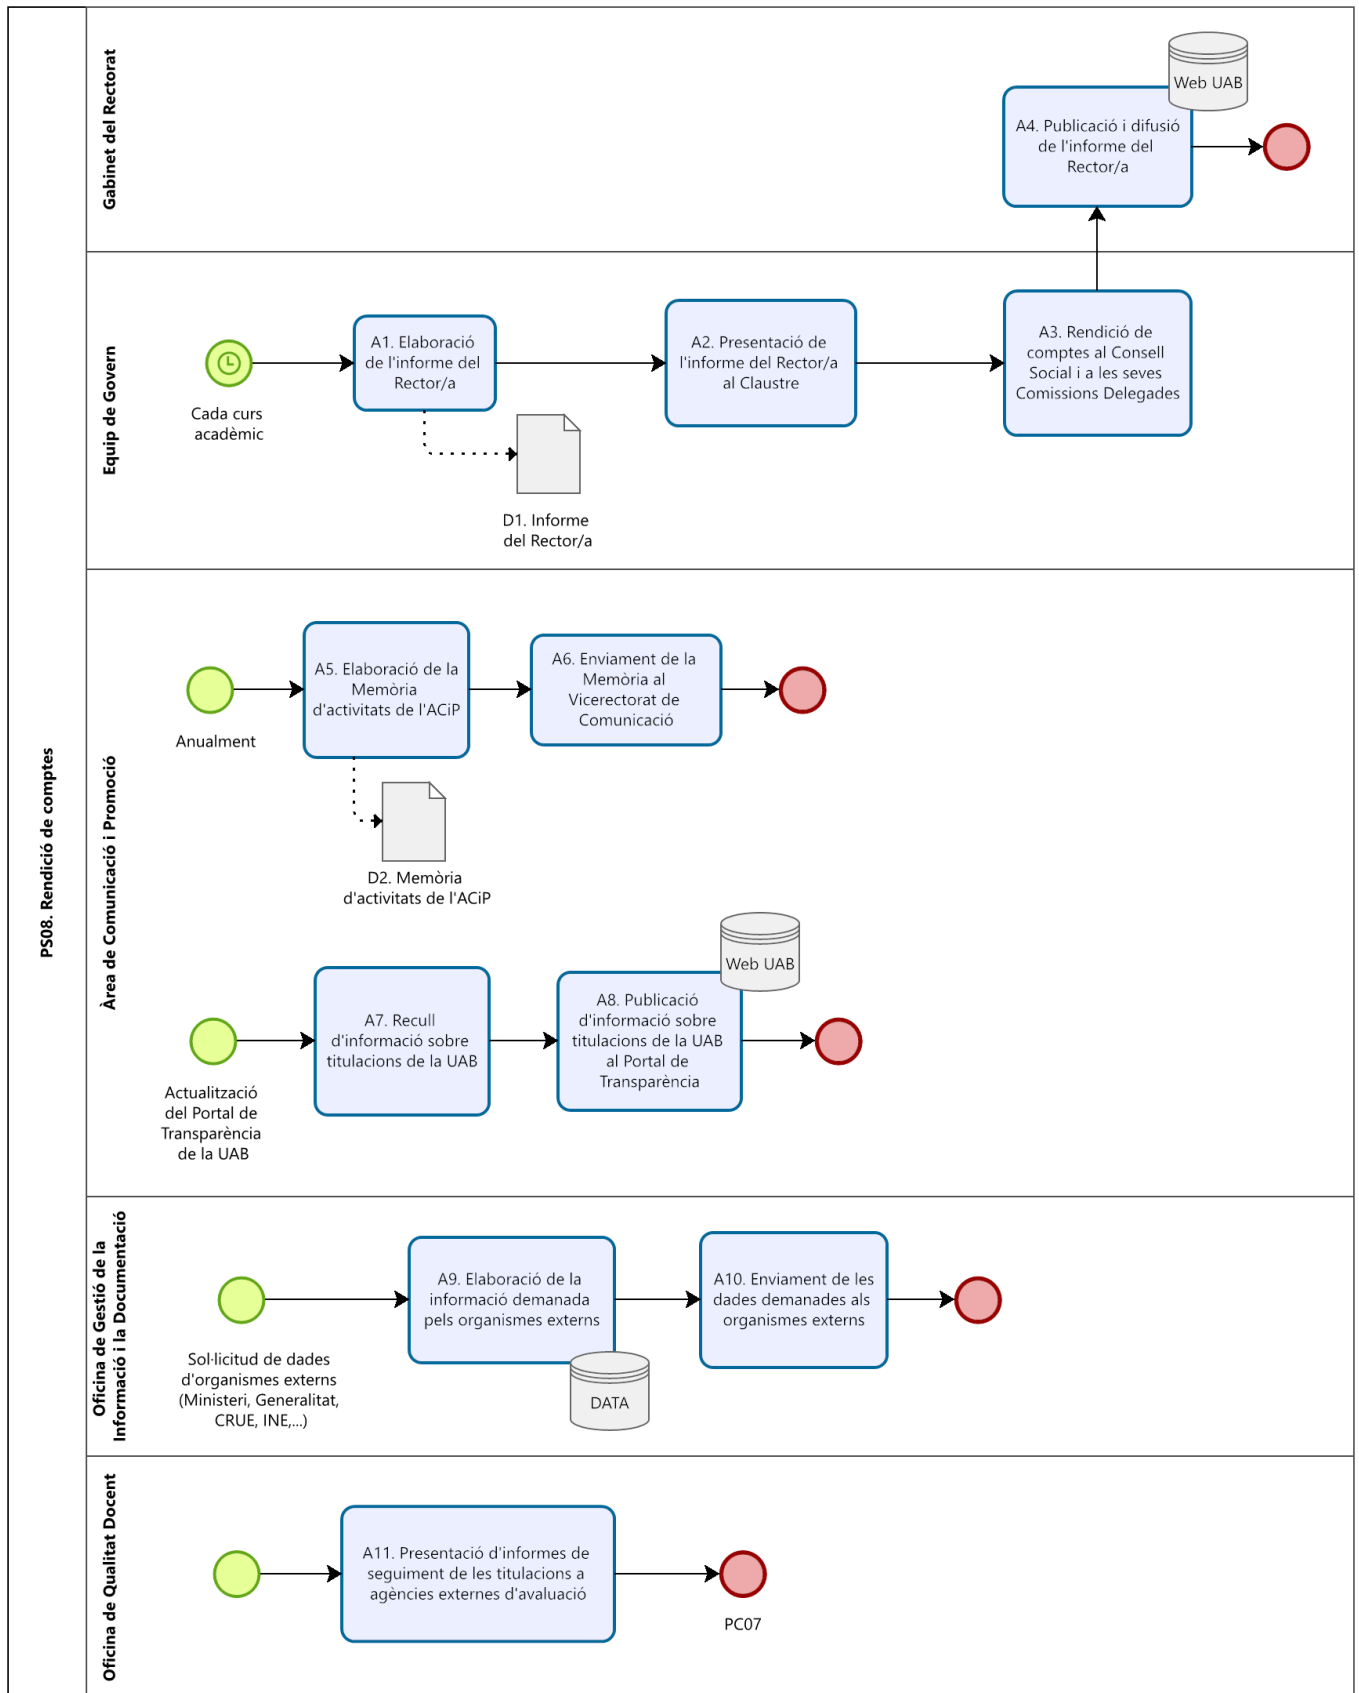 PS08. Rendició de comptes
Gabinet del Rectorat
Web UAB
A4. Publicació i difusió
de l'informe del
Rector/a
Equip de Govern
Cada curs
acadèmic
A1. Elaboració
de l'informe del
Rector/a
D1. Informe
del Rector/a
A2. Presentació de
l'informe del Rector/a
al Claustre
A3. Rendició de
comptes al Consell
Social i a les seves
Comissions Delegades
Àrea de Comunicació i Promoció
Anualment
A5. Elaboració de la
Memòria
d'activitats de l'ACiP
D2. Memòria
d'activitats de l'ACiP
A6. Enviament de la
Memòria al
Vicerectorat de
Comunicació
Actualització
del Portal de
Transparència
de la UAB
A7. Recull
d'informació sobre
titulacions de la UAB
Web UAB
A8. Publicació
d'informació sobre
titulacions de la UAB
al Portal de
Transparència
Oficina de Gestió de la
Informació i la Documentació
Sol·licitud de dades
d'organismes externs
(Ministeri, Generalitat,
CRUE, INE,...)
A9. Elaboració de la
informació demanada
pels organismes externs
DATA
A10. Enviament de les
dades demanades als
organismes externs
Oficina de Qualitat Docent
A11. Presentació d'informes de
seguiment de les titulacions a
agències externes d'avaluació
PC07